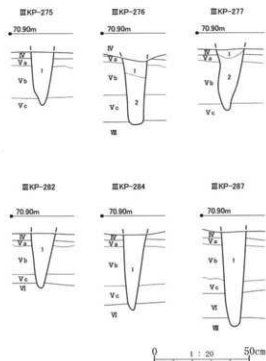 ⅢKP-275
70.90m
Ⅳ
Ⅴa
Ⅴb
Ⅴc
1
ⅢKP-276
70.90m
Ⅳ
Ⅴa
Ⅴb
Ⅴc
Ⅶ
1
2
ⅢKP-277
70.90m
Ⅳ
Ⅴa
Ⅴb
Ⅴc
1
2
ⅢKP-282
70.90m
Ⅳ
Ⅴa
Ⅴb
Ⅴc
Ⅵ
1
ⅢKP-284
70.90m
Ⅳ
Ⅴa
Ⅴb
Ⅴc
Ⅵ
1
ⅢKP-287
70.90m
Ⅳ
Ⅴa
Ⅴb
Ⅴc
Ⅵ
Ⅶ
1
0 1:20 50cm